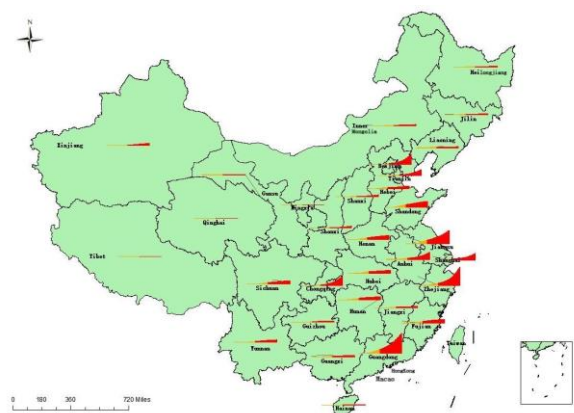 N
Heilongjiang
Jilin
Liaoning
Inner
Mongolia
Xinjiang
Beijing
Tianjin
Hebei
Shanxi
Gansu
Ningxia
Shandong
Qinghai
Shanxi
Henan
Jiangsu
Tibet
Anhui
Shanghai
Hubei
Sichuan
Chongqing
Zhejiang
Hunan
Jiangxi
Guizhou
Fujian
Yunnan
Taiwan
Guangxi
Guangdong
HongKong
Macao
Hainan
0 180 360 720 Miles